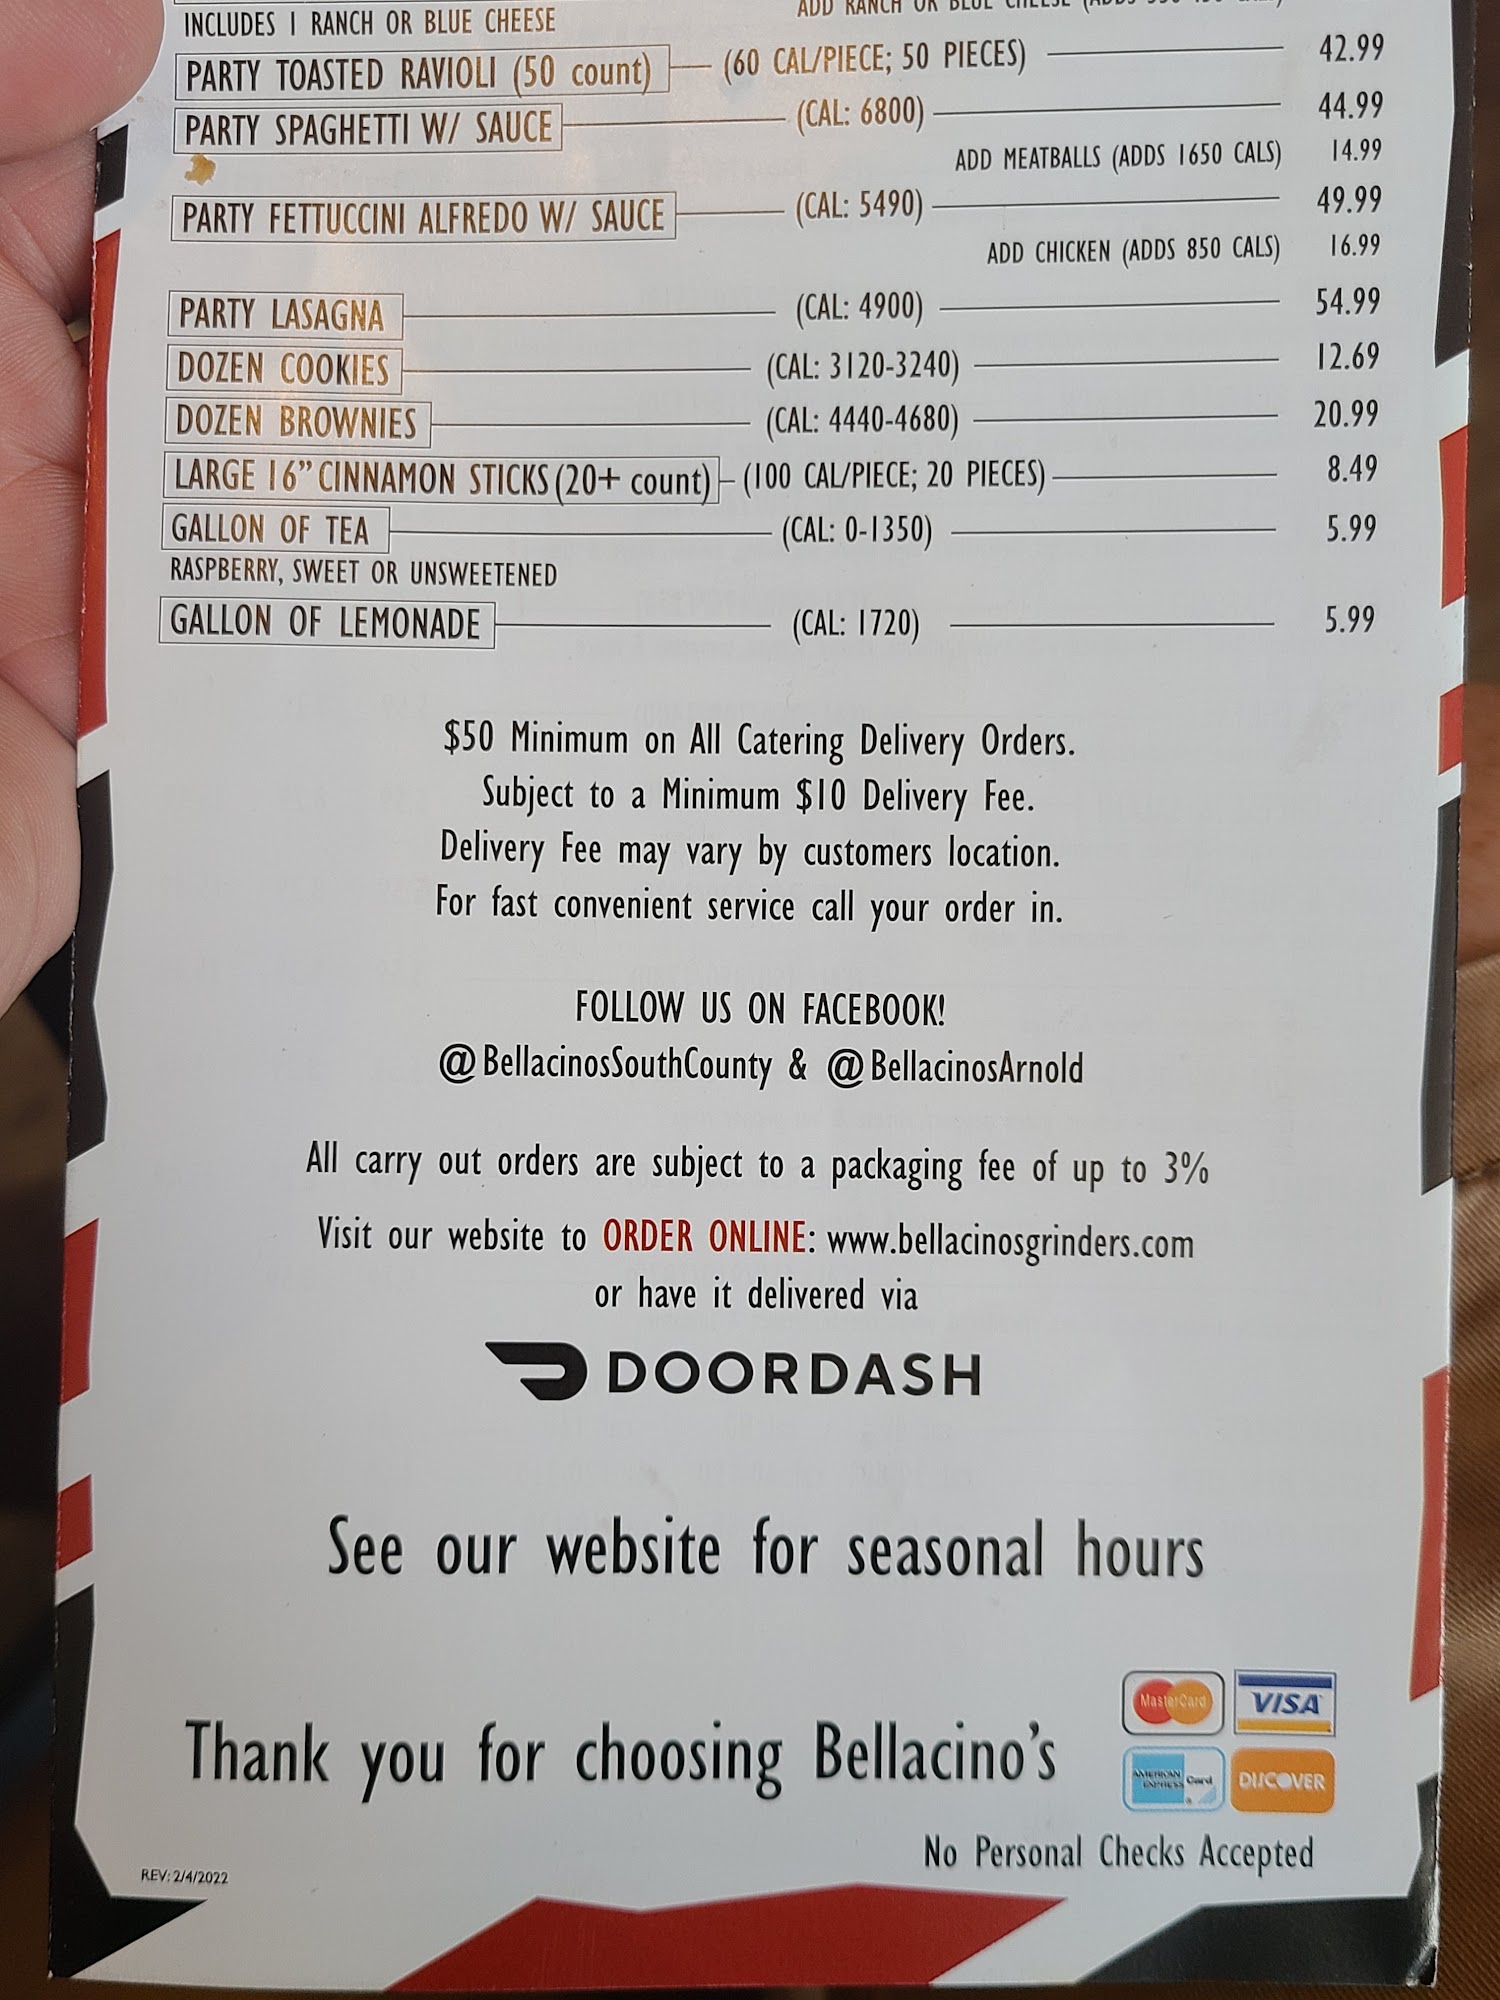 ADD RANCH OR BLUE CHEESE
INCLUDES 1 RANCH OR BLUE CHEESE
PARTY TOASTED RAVIOLI (50 count) (60 CAL/PIECE; 50 PIECES) 42.99
PARTY SPAGHETTI W/ SAUCE (CAL: 6800) 44.99
ADD MEATBALLS (ADDS 1650 CALS) 14.99
PARTY FETTUCCINI ALFREDO W/ SAUCE (CAL: 5490) 49.99
ADD CHICKEN (ADDS 850 CALS) 16.99
PARTY LASAGNA (CAL: 4900) 54.99
DOZEN COOKIES (CAL: 3120-3240) 12.69
DOZEN BROWNIES (CAL: 4440-4680) 20.99
LARGE 16” CINNAMON STICKS (20+ count) (100 CAL/PIECE; 20 PIECES) 8.49
GALLON OF TEA (CAL: 0-1350) 5.99
RASPBERRY, SWEET OR UNSWEETENED
GALLON OF LEMONADE (CAL: 1720) 5.99
$50 Minimum on All Catering Delivery Orders.
Subject to a Minimum $10 Delivery Fee.
Delivery Fee may vary by customers location.
For fast convenient service call your order in.
FOLLOW US ON FACEBOOK!
@BellacinosSouthCounty & @BellacinosArnold
All carry out orders are subject to a packaging fee of up to 3%
Visit our website to ORDER ONLINE: www.bellacinosgrinders.com
or have it delivered via
DOORDASH
See our website for seasonal hours
Thank you for choosing Bellacino’s
MasterCard VISA
AMERICAN EXPRESS Card DISCOVER
No Personal Checks Accepted
REV: 2/4/2022